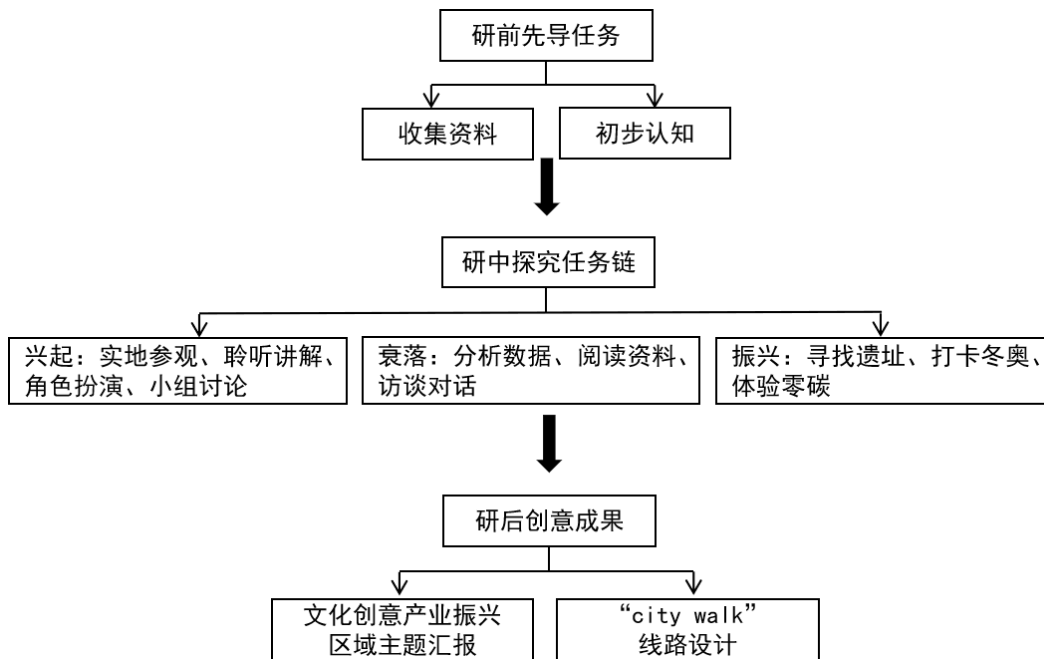 研前先导任务
收集资料
初步认知
研中探究任务链
兴起：实地参观、聆听讲解、
角色扮演、小组讨论
衰落：分析数据、阅读资料、
访谈对话
振兴：寻找遗址、打卡冬奥、
体验零碳
研后创意成果
文化创意产业振兴
区域主题汇报
“city walk”
线路设计